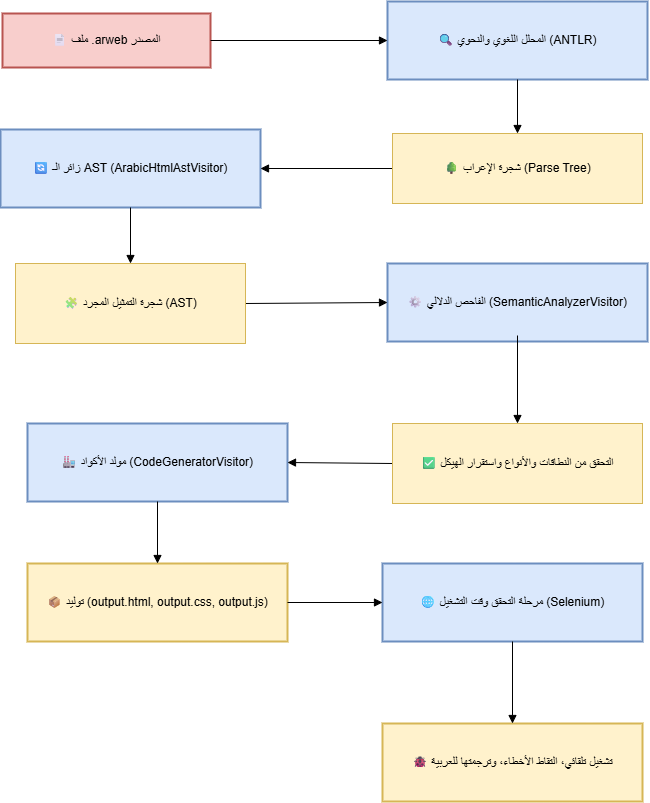 📄 ملف .arweb المصدر
🔍 المحلل اللغوي والنحوي (ANTLR)
🌳 شجرة الإعراب (Parse Tree)
🔄 زائر الـ AST (ArabicHtmlAstVisitor)
🧩 شجرة التمثيل المجرد (AST)
⚙️ الفاحص الدلالي (SemanticAnalyzerVisitor)
✅ التحقق من النطاقات والأنواع واستقرار الهيكل
🏭 مولد الأكواد (CodeGeneratorVisitor)
📦 توليد (output.html, output.css, output.js)
🌐 مرحلة التحقق وقت التشغيل (Selenium)
🐞 تشغيل تلقائي، التقاط الأخطاء، وترجمتها للعربية